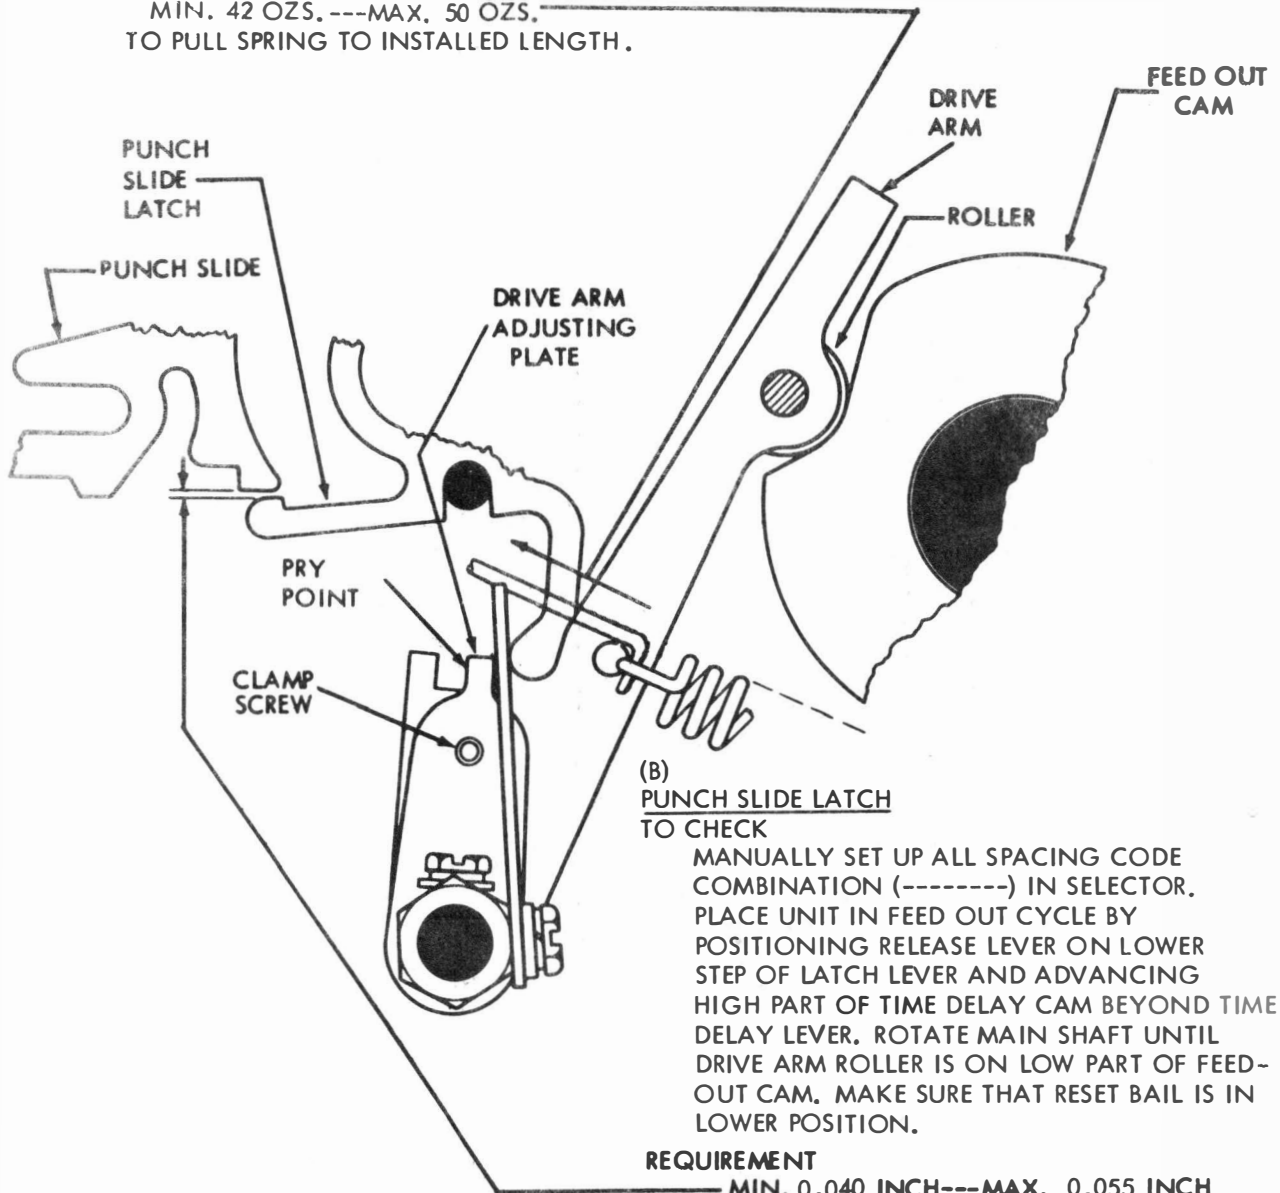 MIN. 42 OZS.---MAX. 50 OZS.
TO PULL SPRING TO INSTALLED LENGTH.
FEED OUT
CAM
DRIVE
ARM
PUNCH
SLIDE
LATCH
ROLLER
PUNCH SLIDE
DRIVE ARM
ADJUSTING
PLATE
PRY
POINT
CLAMP
SCREW
(B)
PUNCH SLIDE LATCH
TO CHECK
MANUALLY SET UP ALL SPACING CODE
COMBINATION (--------) IN SELECTOR.
PLACE UNIT IN FEED OUT CYCLE BY
POSITIONING RELEASE LEVER ON LOWER
STEP OF LATCH LEVER AND ADVANCING
HIGH PART OF TIME DELAY CAM BEYOND TIME
DELAY LEVER. ROTATE MAIN SHAFT UNTIL
DRIVE ARM ROLLER IS ON LOW PART OF FEED-
OUT CAM. MAKE SURE THAT RESET BAIL IS IN
LOWER POSITION.
REQUIREMENT
MIN. 0.040 INCH---MAX. 0.055 INCH